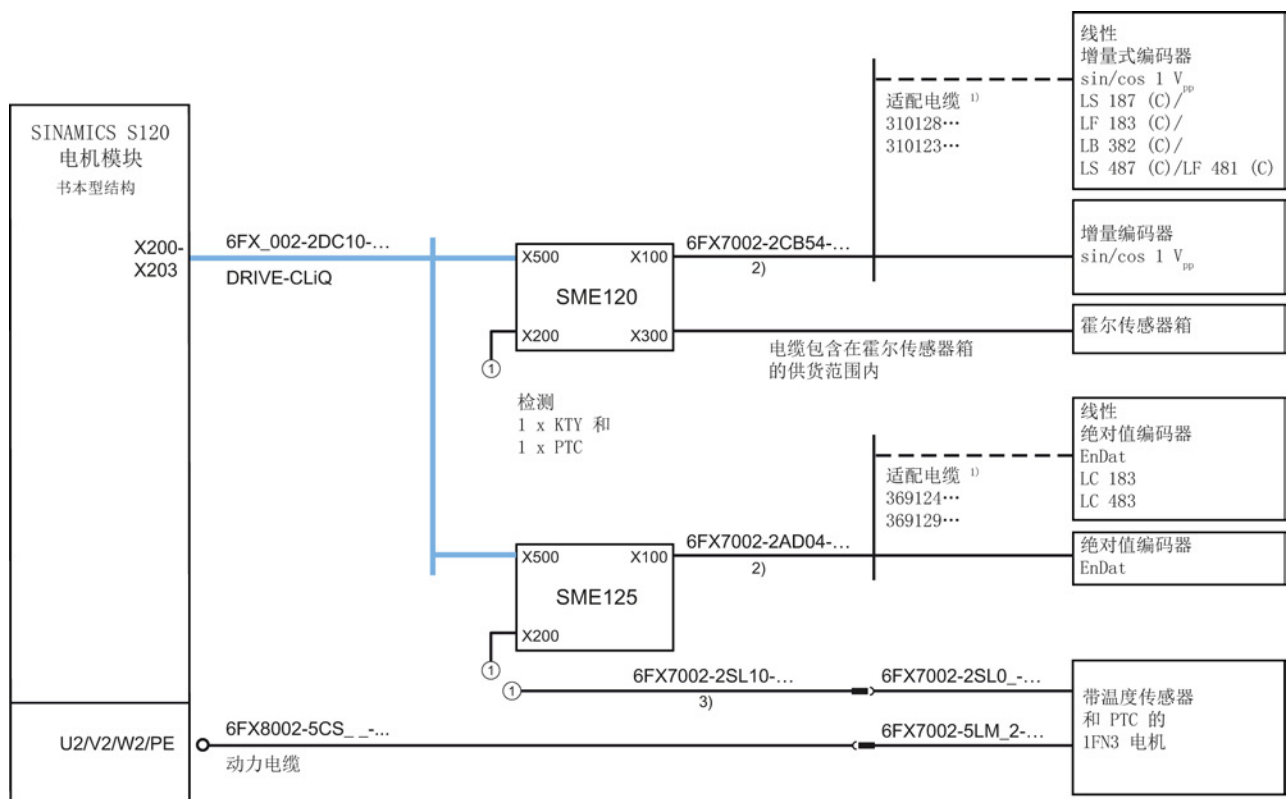 SINAMICS S120
电机模块
书本型结构
X200-
X203
6FX_002-2DC10-...
DRIVE-CLiQ
X500
X100
SME120
X200
X300
①
检测
1 x KTY 和
1 x PTC
6FX7002-2CB54-...
2)
适配电缆 1)
310128...
310123...
电缆包含在霍尔传感器箱
的供货范围内
线性
增量式编码器
sin/cos 1 Vpp
LS 187 (C)/
LF 183 (C)/
LB 382 (C)/
LS 487 (C)/LF 481 (C)
增量编码器
sin/cos 1 Vpp
霍尔传感器箱
X500
X100
SME125
X200
①
6FX7002-2AD04-...
2)
适配电缆 1)
369124...
369129...
线性
绝对值编码器
EnDat
LC 183
LC 483
绝对值编码器
EnDat
①
6FX7002-2SL10-...
3)
6FX7002-2SL0_-...
U2/V2/W2/PE
6FX8002-5CS_ _-...
动力电缆
6FX7002-5LM_2-...
带温度传感器
和 PTC 的
1FN3 电机